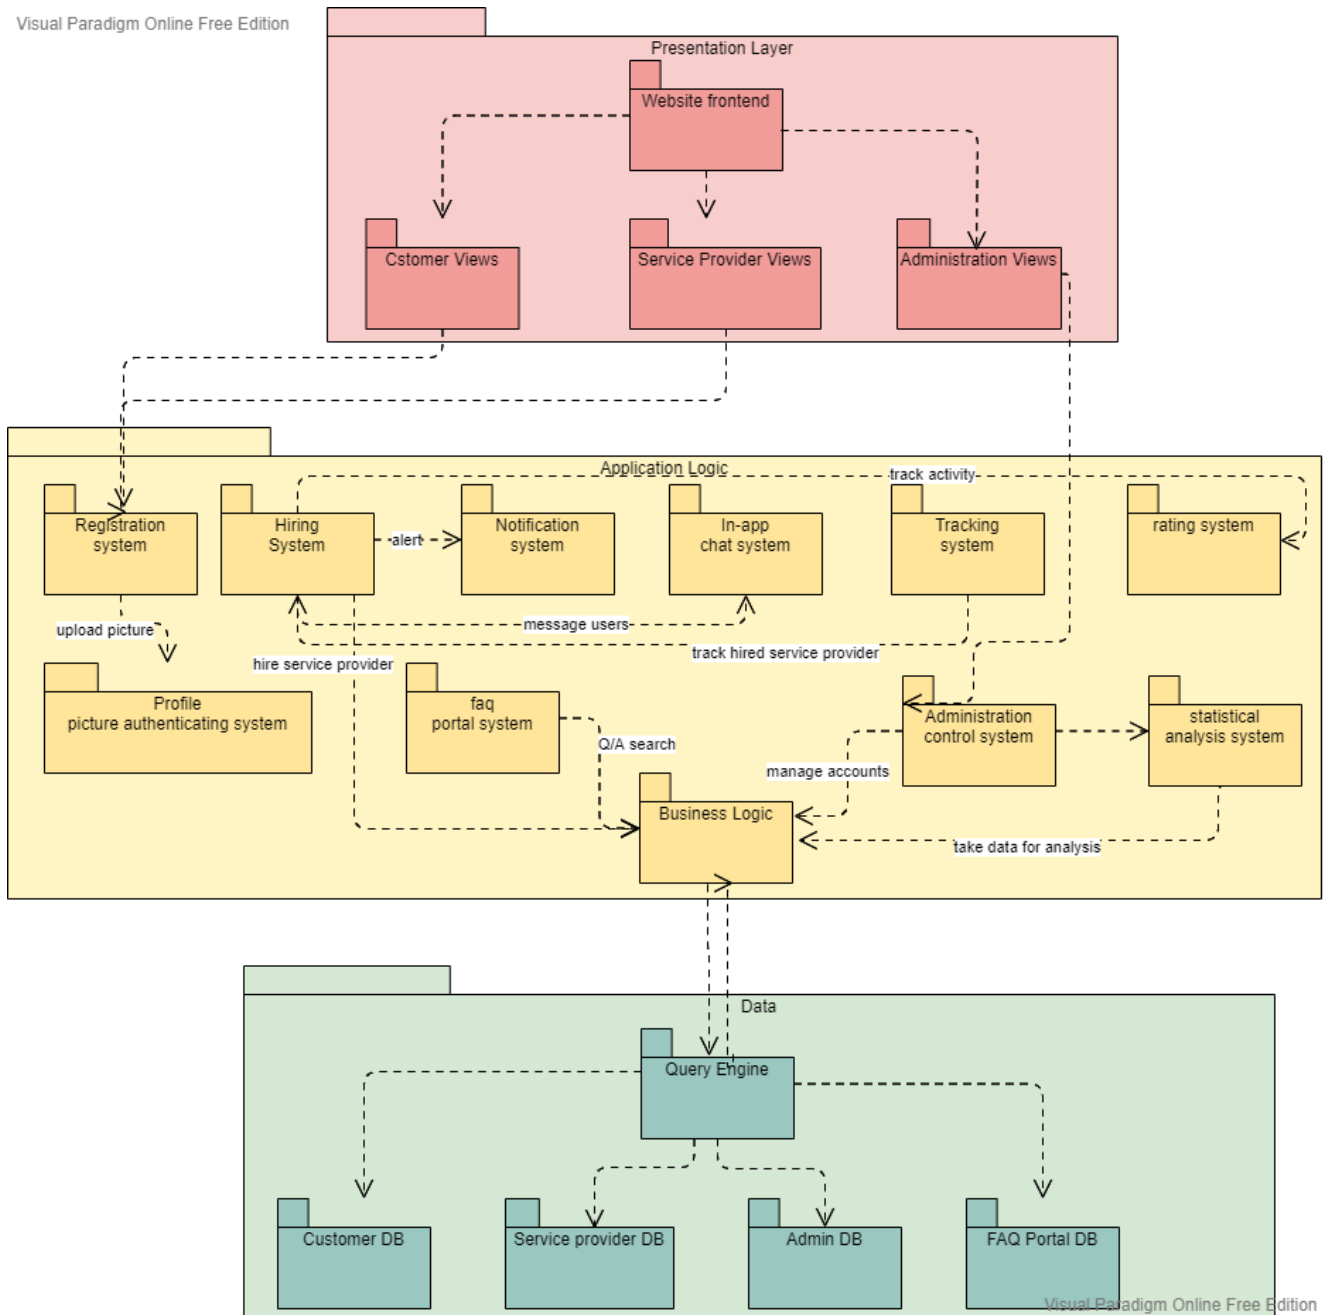 Visual Paradigm Online Free Edition
Presentation Layer
Website frontend
Cstomer Views
Service Provider Views
Administration Views
Application Logic
track activity
Registration
system
Hiring
System
alert
Notification
system
In-app
chat system
Tracking
system
rating system
upload picture
message users
track hired service provider
hire service provider
Profile
picture authenticating system
faq
portal system
Q/A search
Administration
control system
statistical
analysis system
manage accounts
Business Logic
take data for analysis
Data
Query Engine
Customer DB
Service provider DB
Admin DB
FAQ Portal DB
Visual Paradigm Online Free Edition